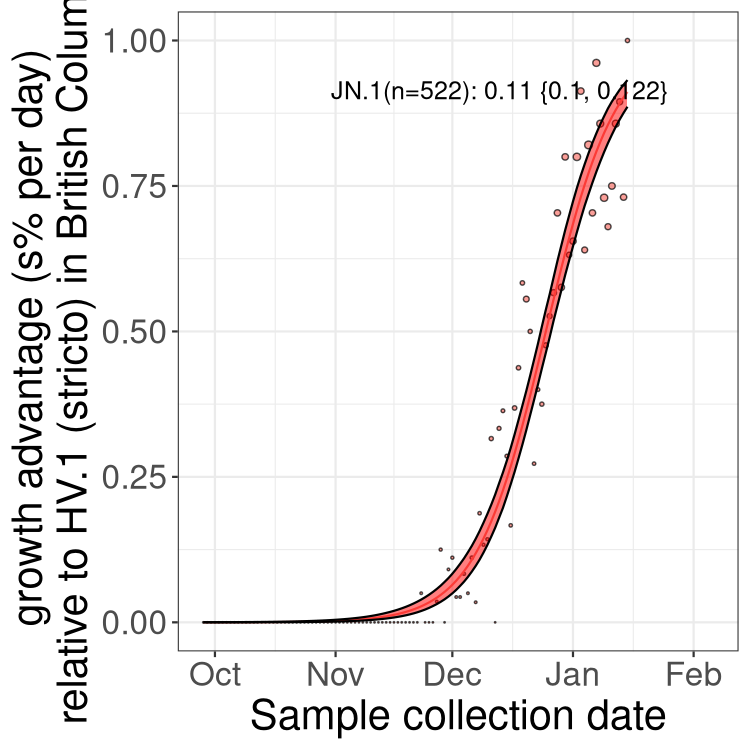 growth advantage (s% per day)
relative to HV.1 (stricto) in British Colum
1.00
0.75
0.50
0.25
0.00
JN.1(n=522): 0.11 {0.1, 0.122}
Oct Nov Dec Jan Feb
Sample collection date